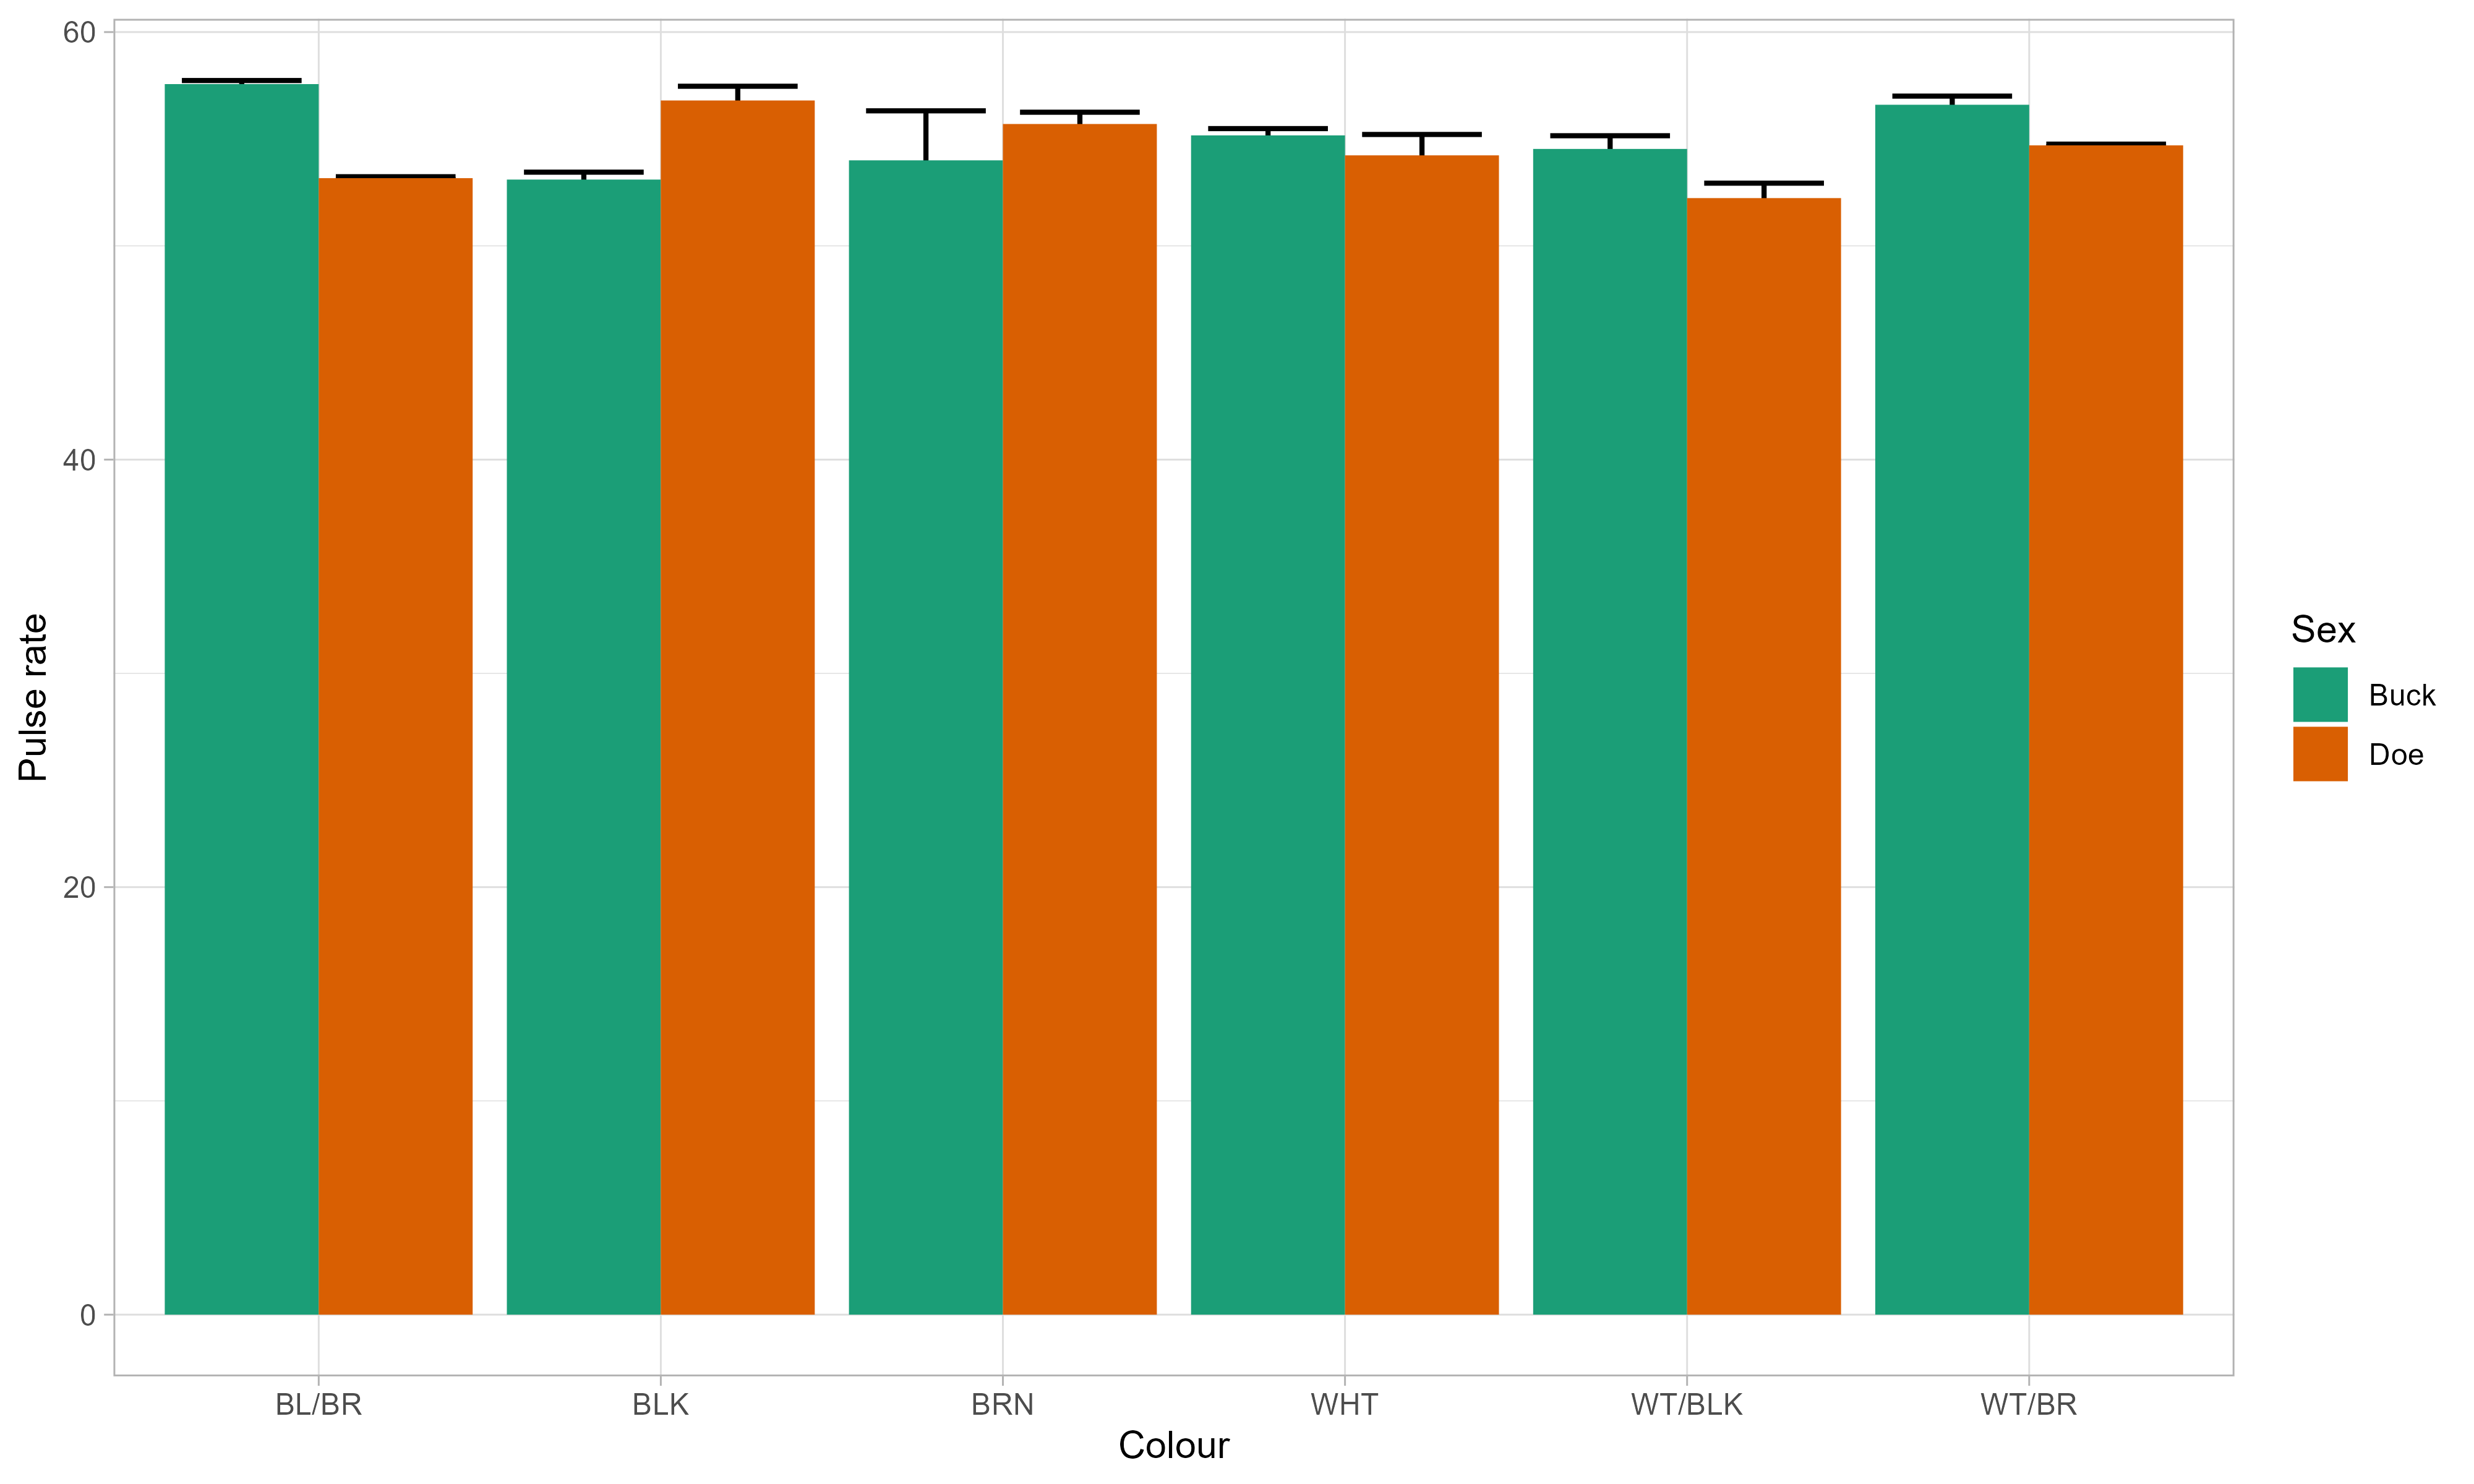 60
40
20
0
Pulse rate
BL/BR
BLK
BRN
WHT
WT/BLK
WT/BR
Colour
Sex
Buck
Doe